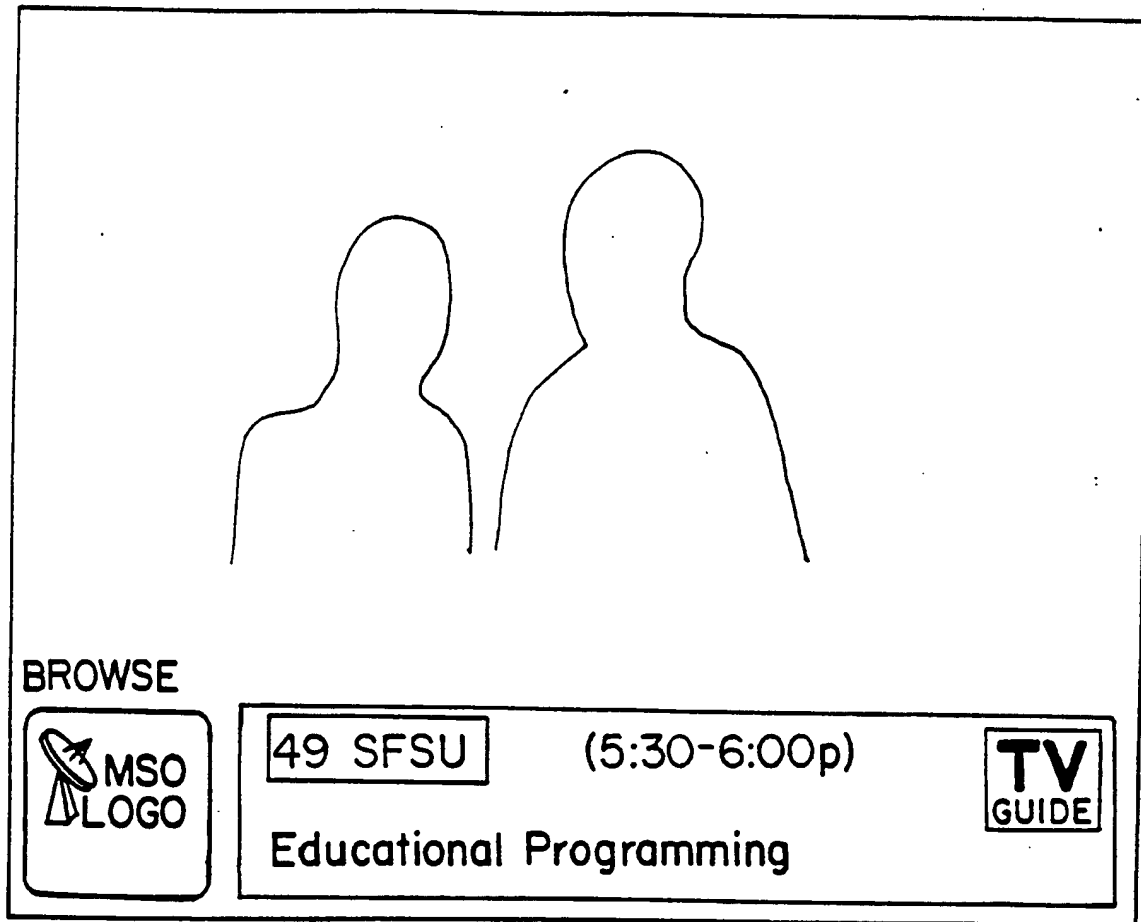 BROWSE
MSO
LOGO
49 SFSU (5:30-6:00p)
Educational Programming
TV
GUIDE